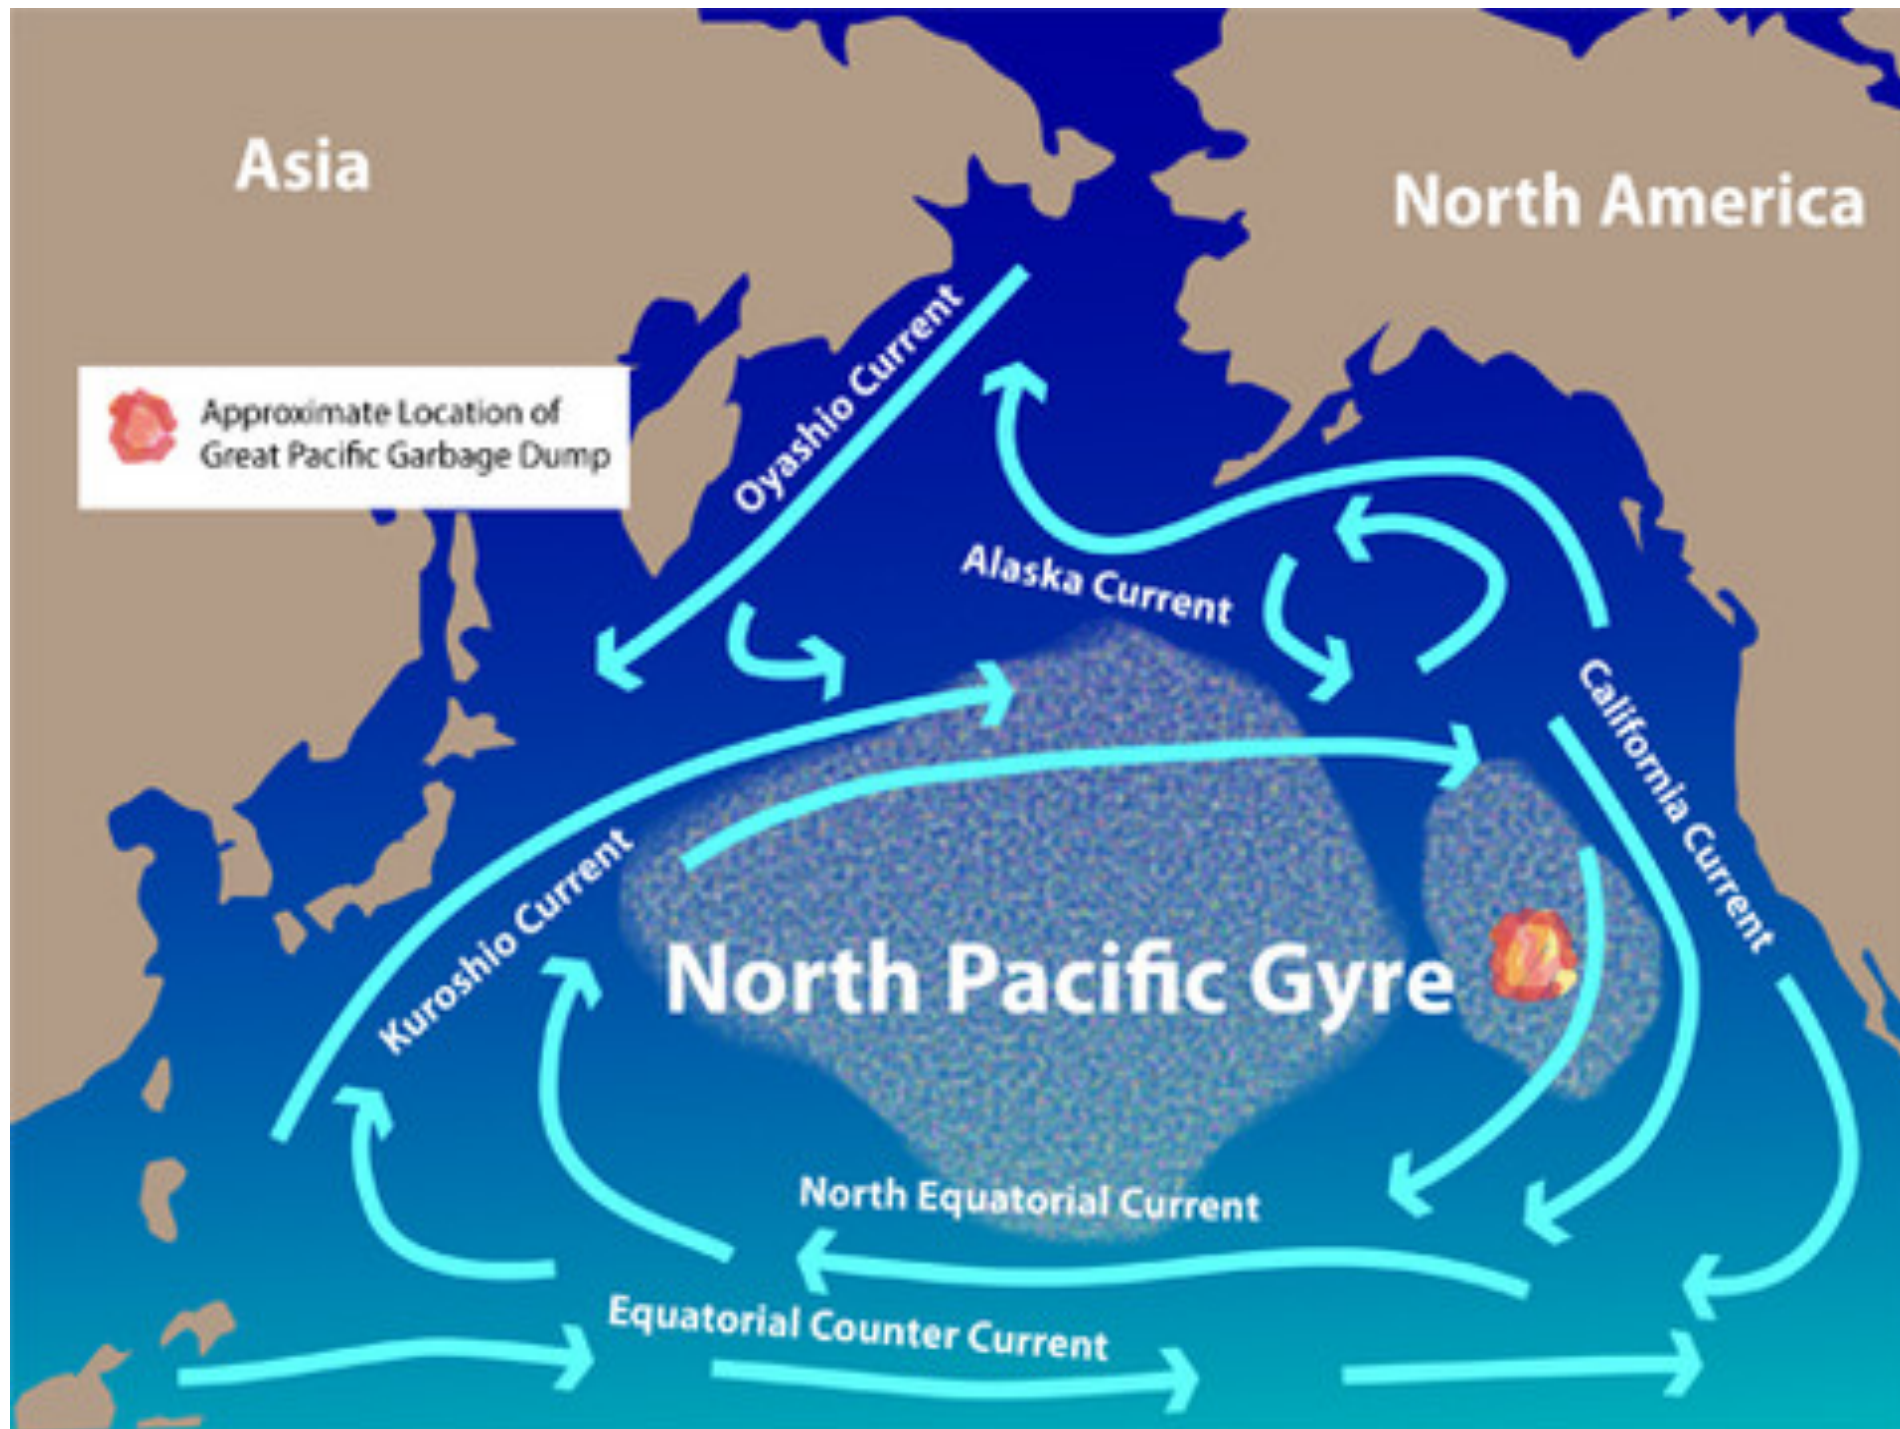 Asia
North America
Approximate Location of
Great Pacific Garbage Dump
Oyashio Current
Alaska Current
California Current
Kuroshio Current
North Pacific Gyre
North Equatorial Current
Equatorial Counter Current